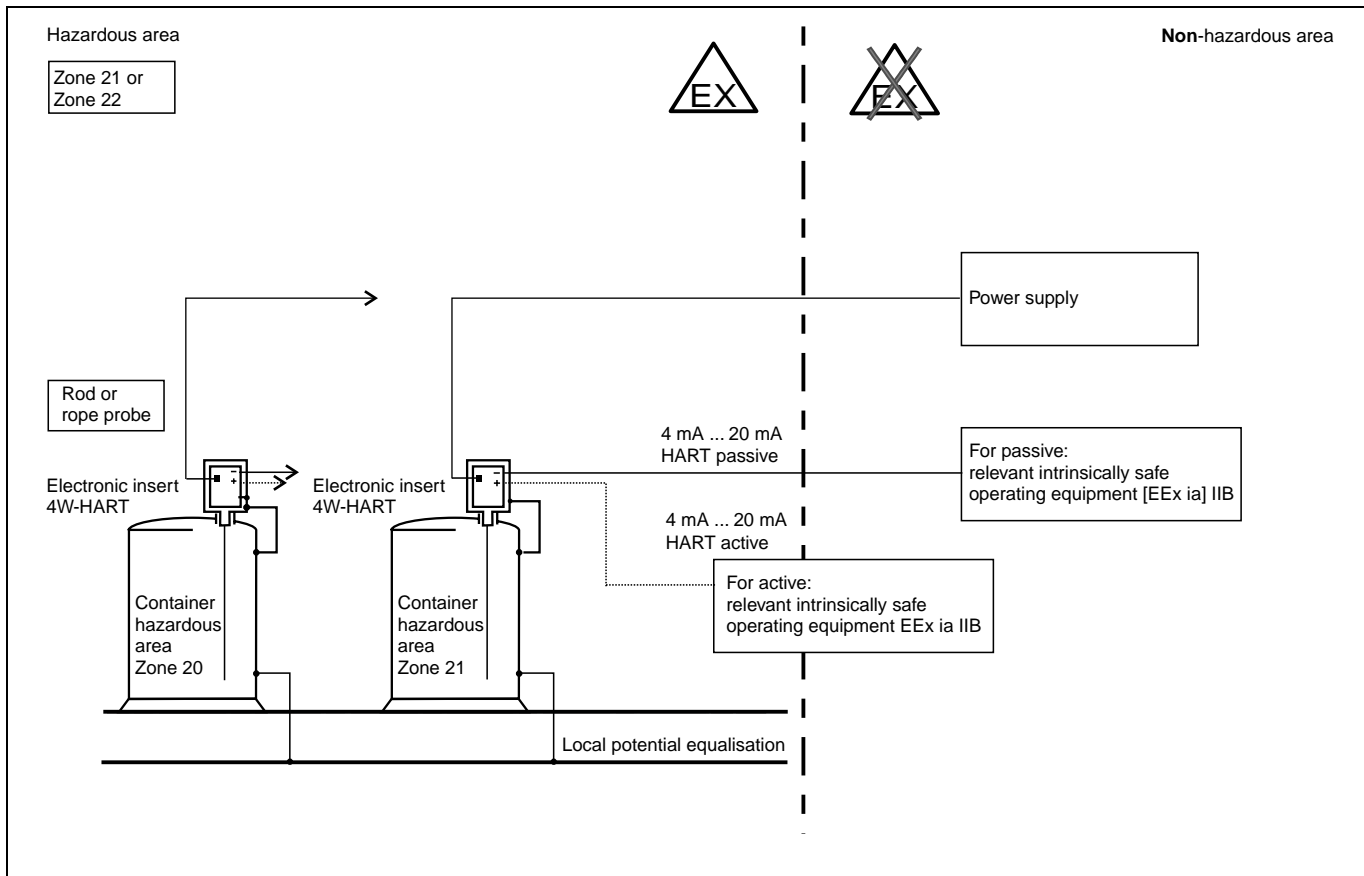 Hazardous area
Non-hazardous area
Zone 21 or
Zone 22
EX
EX
Power supply
Rod or
rope probe
4 mA ... 20 mA
HART passive
For passive:
relevant intrinsically safe
operating equipment [EEx ia] IIB
Electronic insert
4W-HART
– 
+
Electronic insert
4W-HART
–
+
4 mA ... 20 mA
HART active
For active:
relevant intrinsically safe
operating equipment EEx ia IIB
Container
hazardous
area
Zone 20
Container
hazardous
area
Zone 21
Local potential equalisation